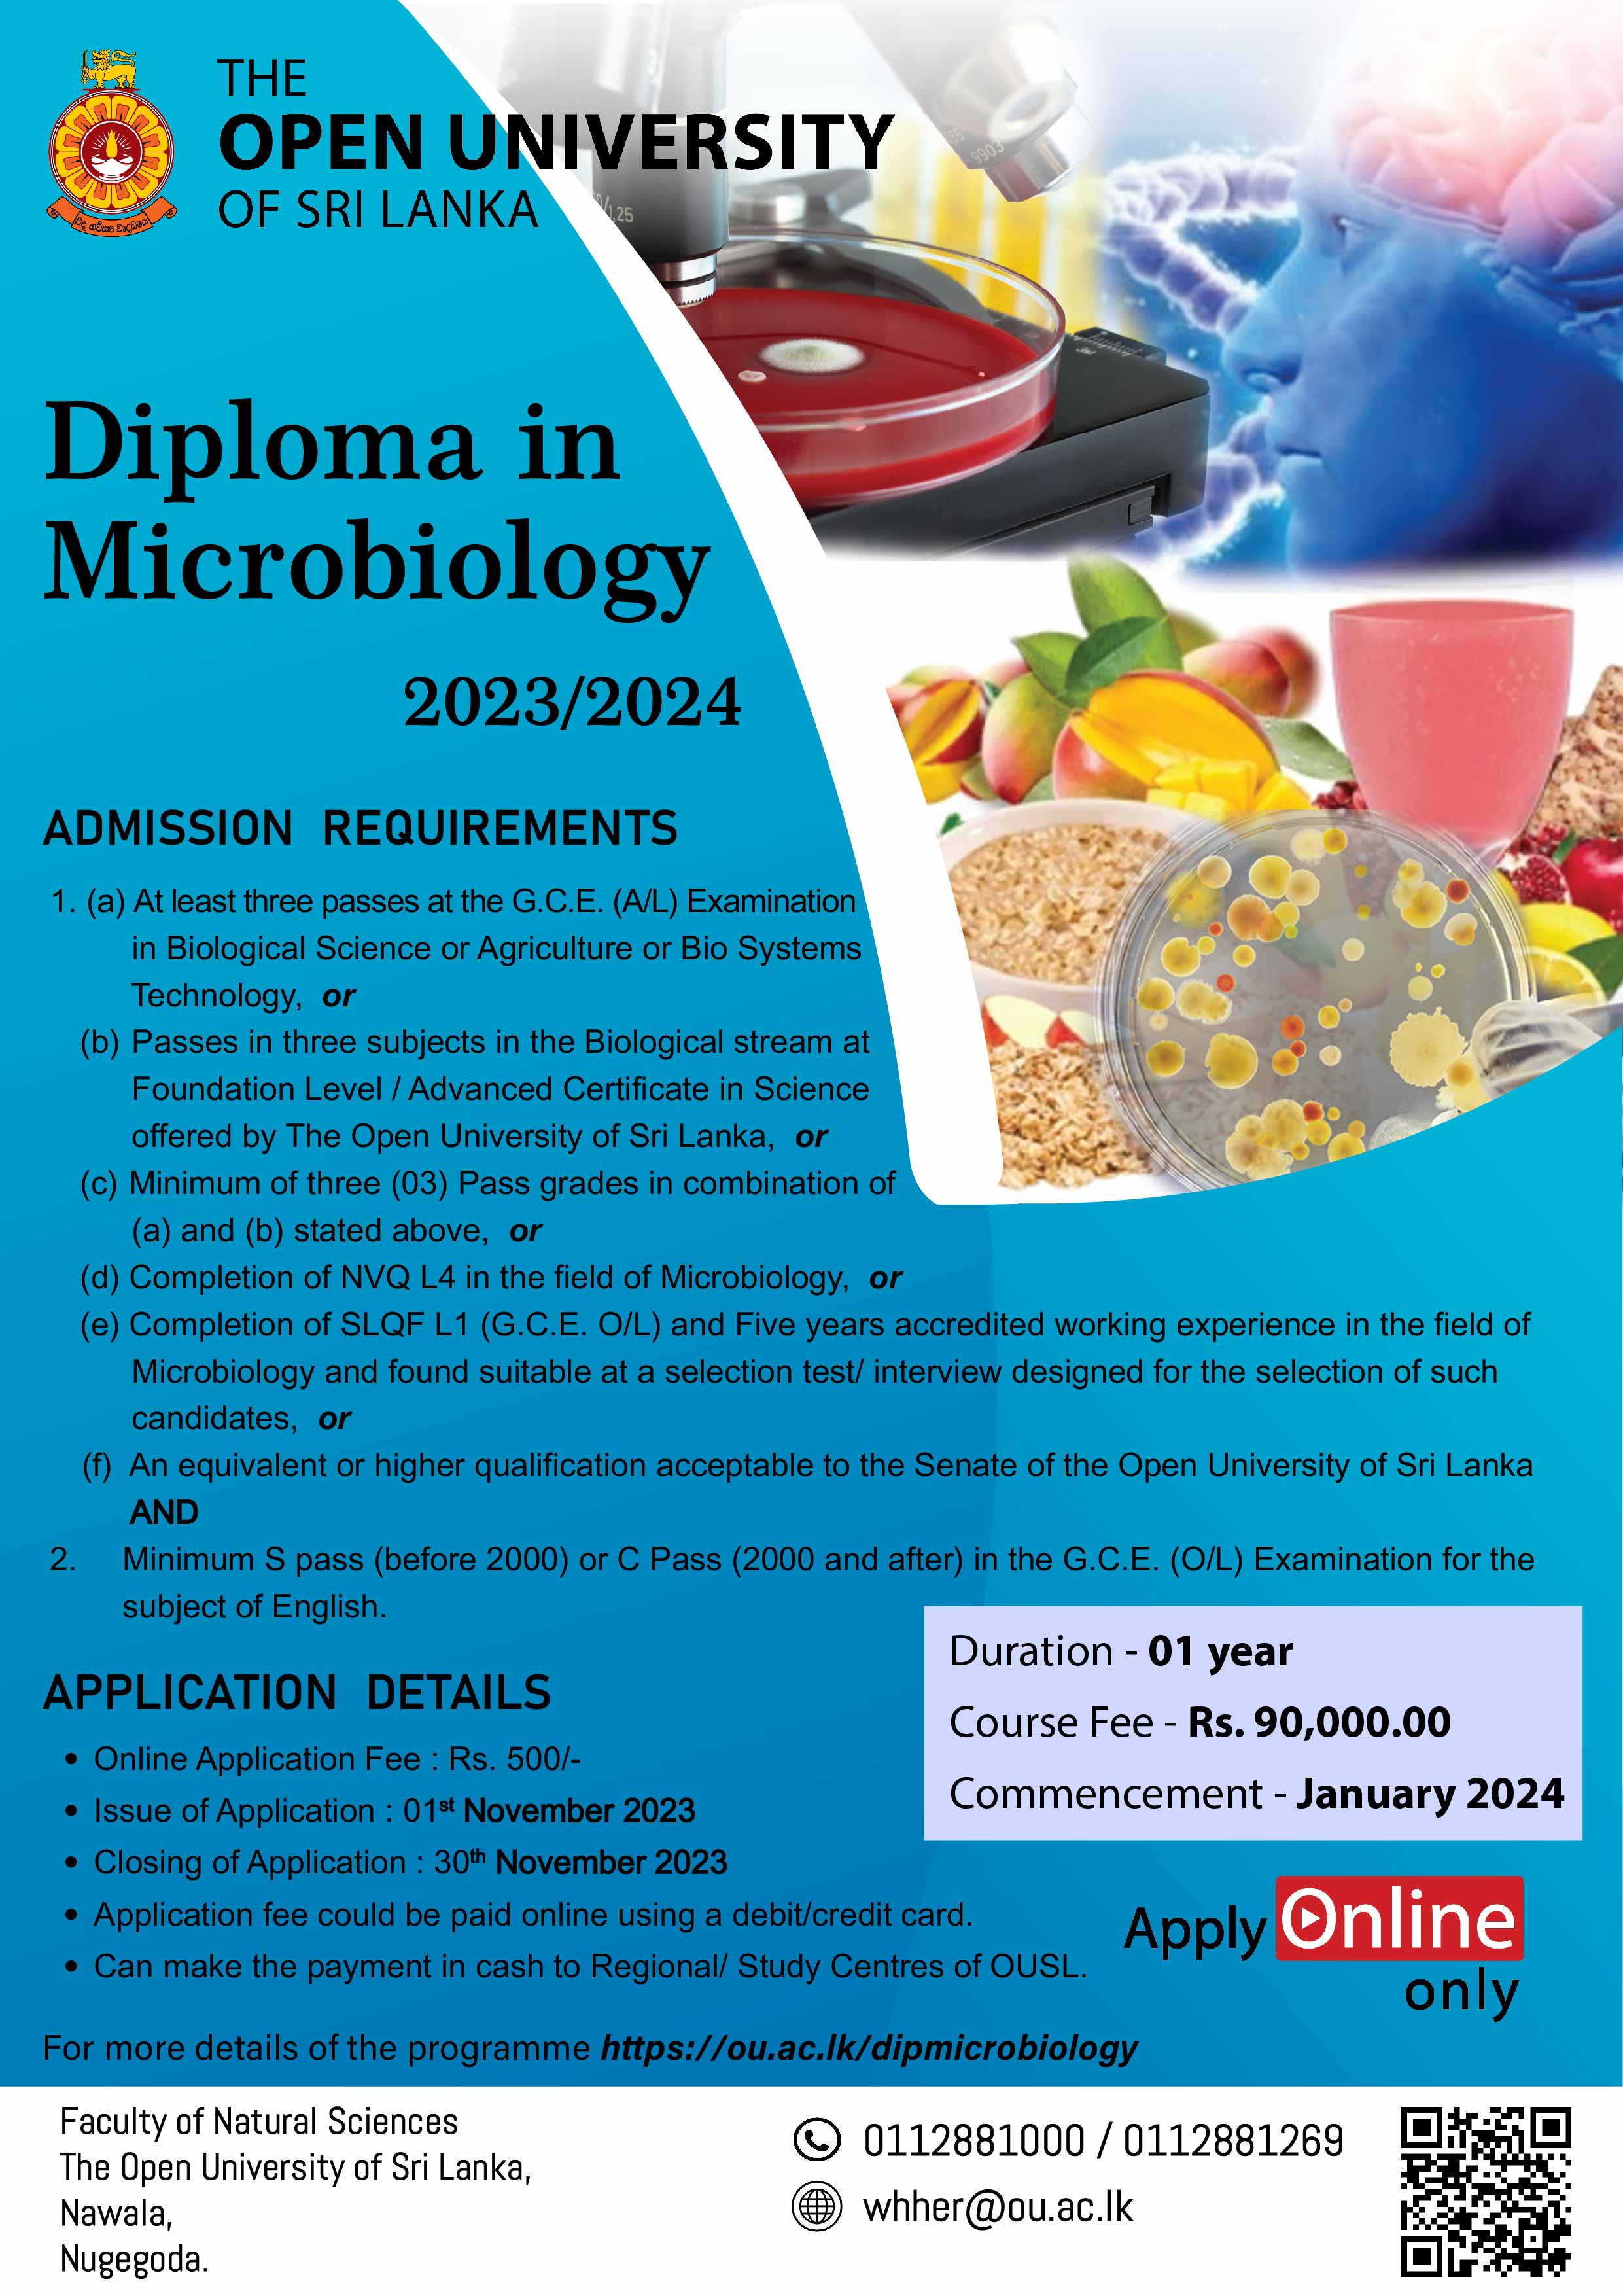 THE
OPEN UNIVERSITY
OF SRI LANKA
Diploma in
Microbiology
2023/2024
ADMISSION REQUIREMENTS
1. (a) At least three passes at the G.C.E. (A/L) Examination
in Biological Science or Agriculture or Bio Systems
Technology, or
(b) Passes in three subjects in the Biological stream at
Foundation Level / Advanced Certificate in Science
offered by The Open University of Sri Lanka, or
(c) Minimum of three (03) Pass grades in combination of
(a) and (b) stated above, or
(d) Completion of NVQ L4 in the field of Microbiology, or
(e) Completion of SLQF L1 (G.C.E. O/L) and Five years accredited working experience in the field of
Microbiology and found suitable at a selection test/ interview designed for the selection of such
candidates, or
(f) An equivalent or higher qualification acceptable to the Senate of the Open University of Sri Lanka
AND
2. Minimum S pass (before 2000) or C Pass (2000 and after) in the G.C.E. (O/L) Examination for the
subject of English.
Duration - 01 year
Course Fee - Rs. 90,000.00
Commencement - January 2024
APPLICATION DETAILS
• Online Application Fee : Rs. 500/-
• Issue of Application : 01st November 2023
• Closing of Application : 30th November 2023
• Application fee could be paid online using a debit/credit card.
• Can make the payment in cash to Regional/ Study Centres of OUSL.
Apply Online
only
For more details of the programme https://ou.ac.lk/dipmicrobiology
Faculty of Natural Sciences
The Open University of Sri Lanka,
Nawala,
Nugegoda.
0112881000 / 0112881269
whher@ou.ac.lk